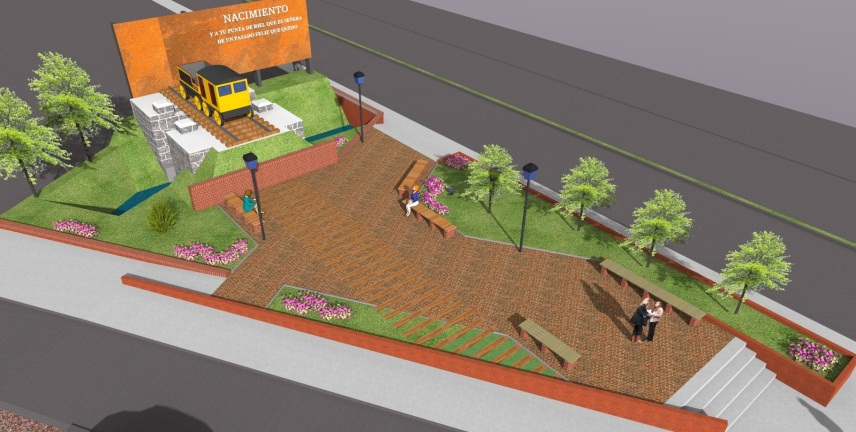 NACIMIENTO
Y A TU PUNTA DE RIEL QUE ES SEÑERA
DE UN PASADO FELIZ QUE QUEDO